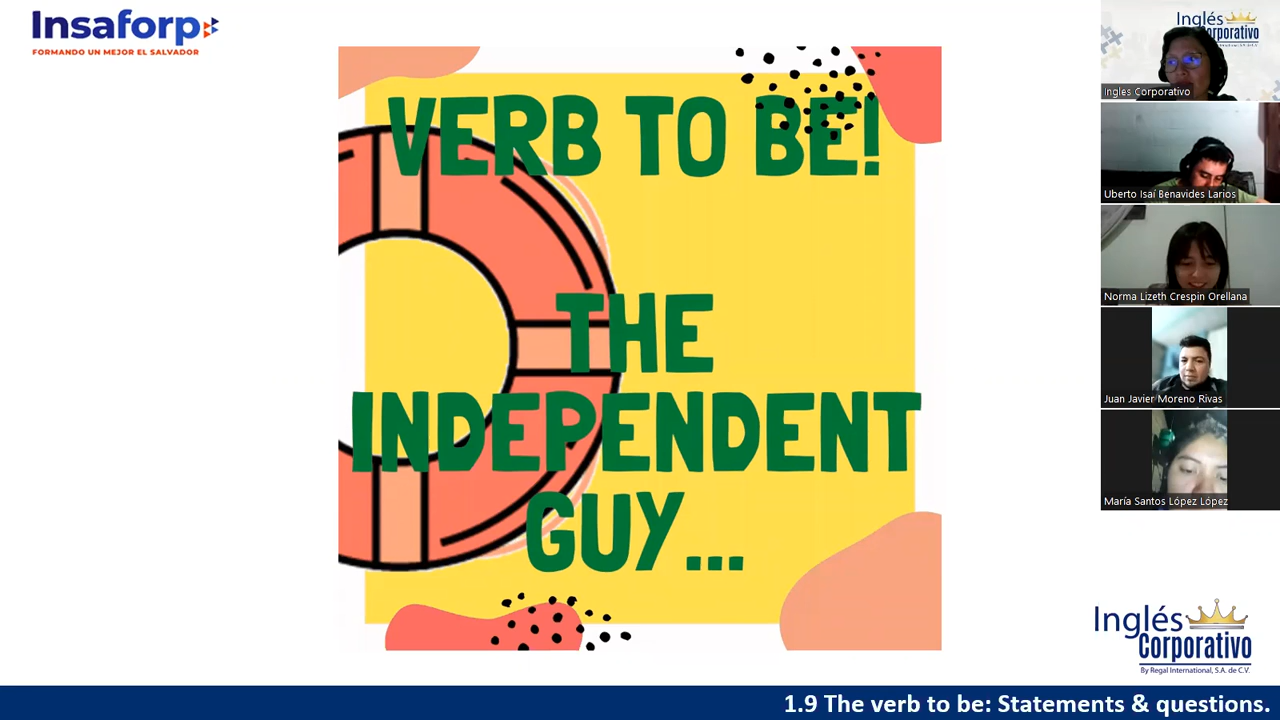 Insaforp
FORMANDO UN MEJOR EL SALVADOR
VERB TO BE!
THE
INDEPENDENT
GUY...
Inglés
Corporativo
Ingles Corporativo
Uberto Isaí Benavides Larios
Norma Lizeth Crespin Orellana
Juan Javier Moreno Rivas
María Santos López López
Inglés
Corporativo
By Regal International, S.A. de C.V.
1.9 The verb to be: Statements & questions.